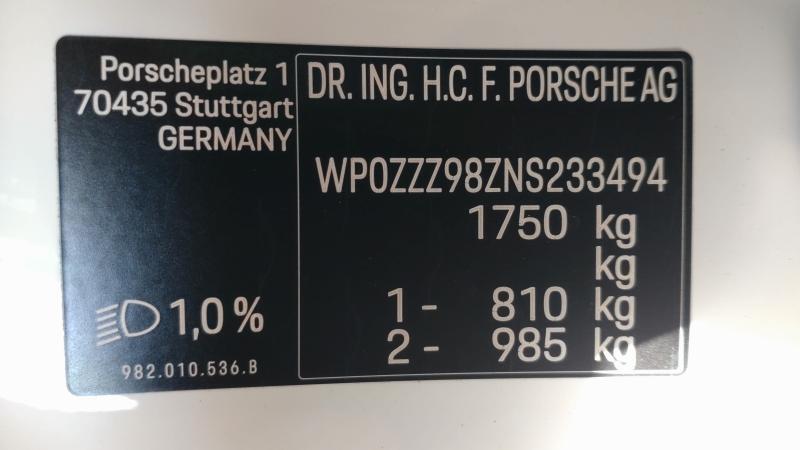 Porscheplatz 1
70435 Stuttgart
GERMANY
1,0 %
982.010.536.B
DR. ING. H.C. F. PORSCHE AG
WP0ZZZ98ZNS233494
1750 kg
kg
1 - 810 kg
2 - 985 kg